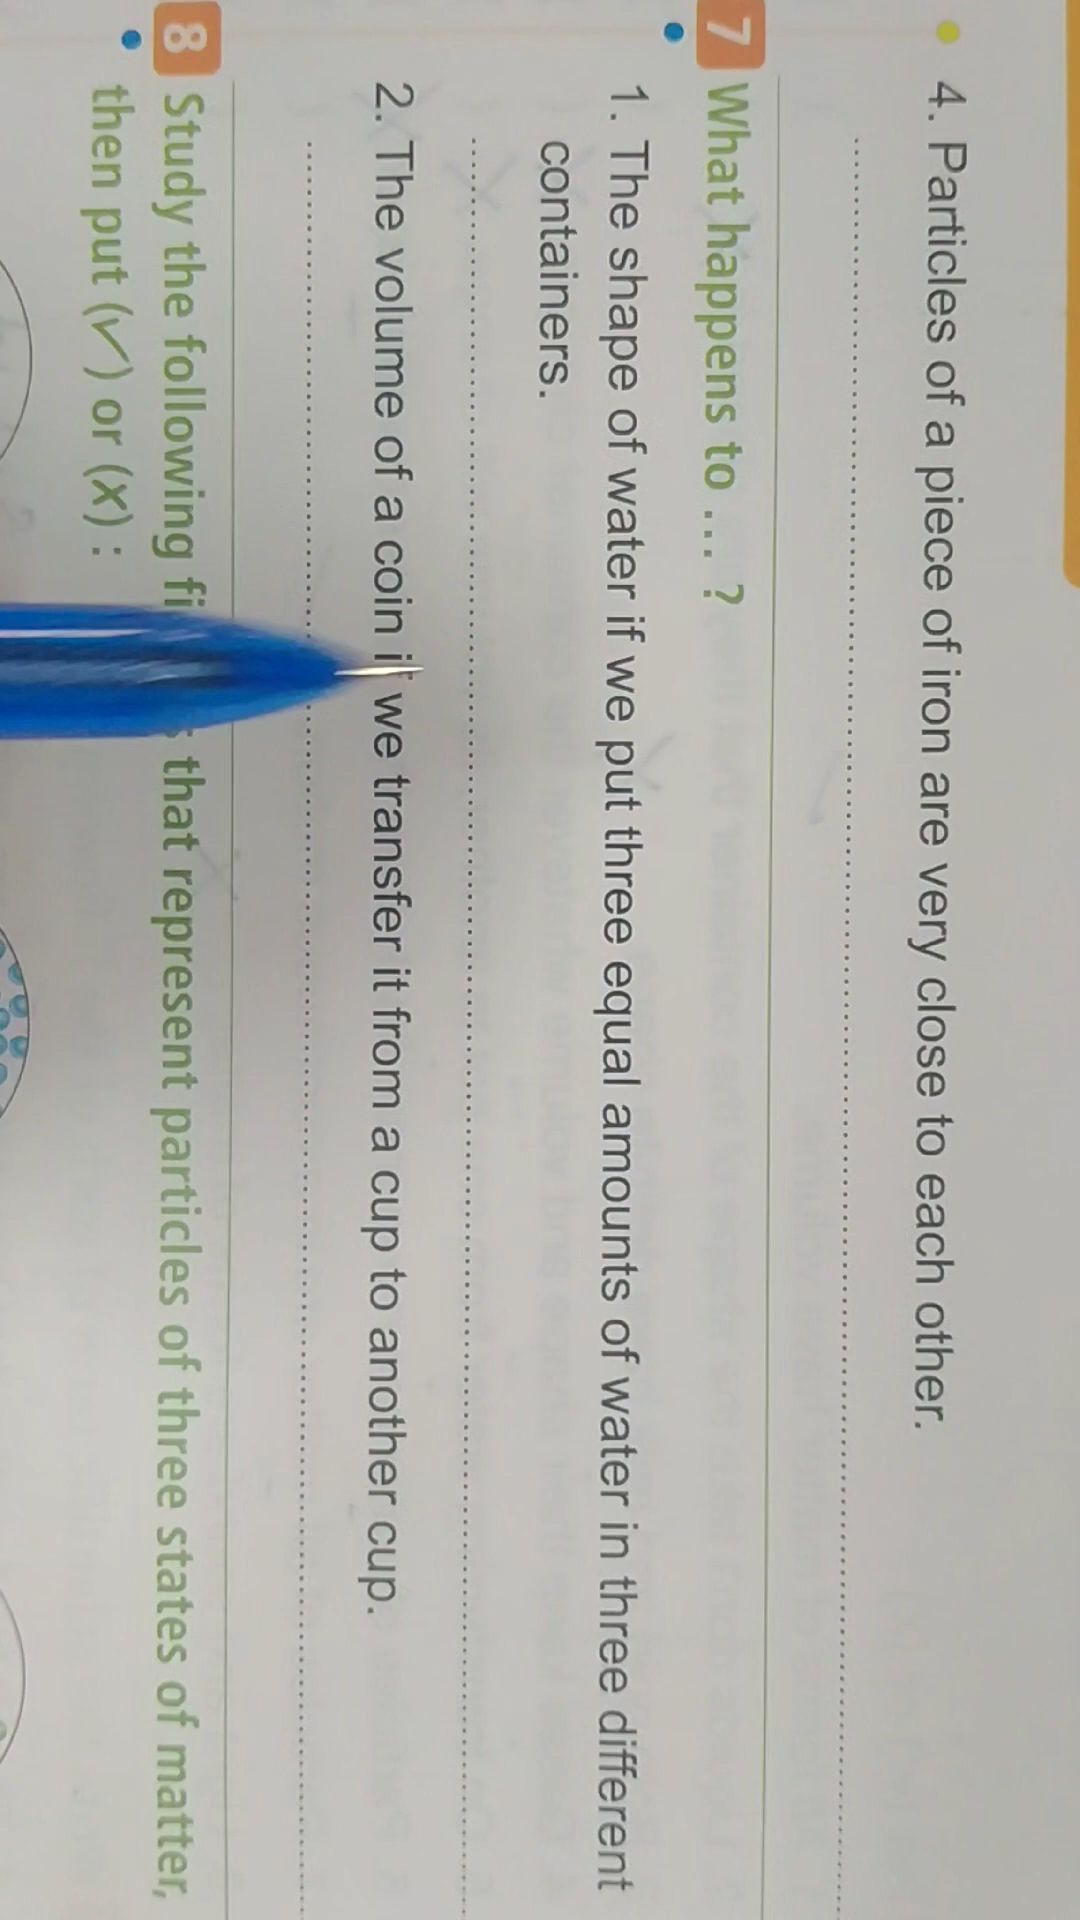 4. Particles of a piece of iron are very close to each other.
7 What happens to ... ?
1. The shape of water if we put three equal amounts of water in three different
containers.
2. The volume of a coin if we transfer it from a cup to another cup.
8 Study the following that represent particles of three states of matter,
then put (✓) or (x) :